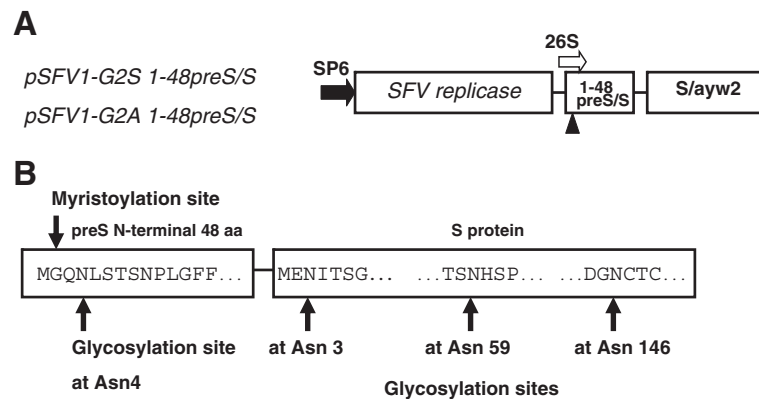 A
pSFV1-G2S 1-48preS/S
pSFV1-G2A 1-48preS/S
SP6
26S
SFV replicase
1-48
preS/S
S/ayw2
B
Myristoylation site
preS N-terminal 48 aa
S protein
MGQNLSTSNPLGFF...
MENITSG... ...TSNHSP... ...DGNCTC...
Glycosylation site
at Asn4
at Asn 3
at Asn 59
at Asn 146
Glycosylation sites